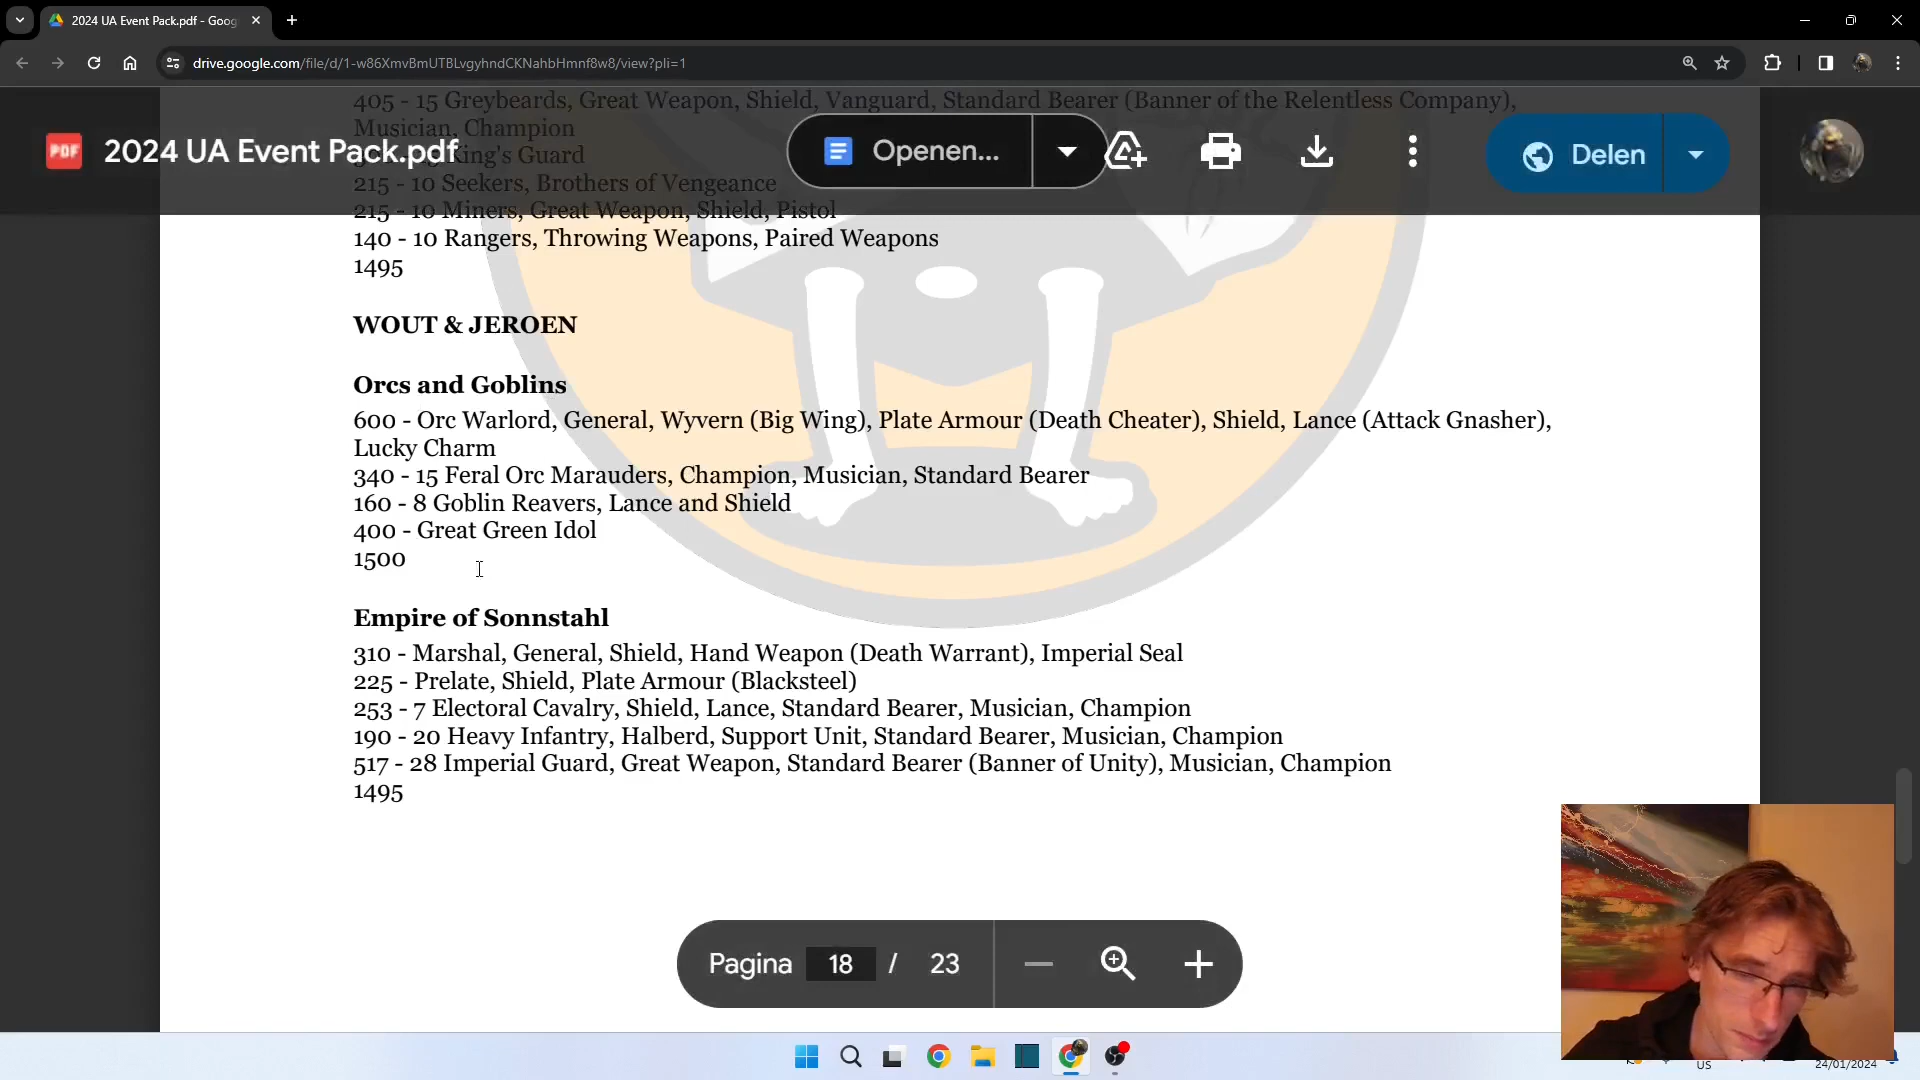 2024 UA Event Pack.pdf - Goog
drive.google.com/file/d/1-w86XmvBmUTBLvgyhndCKNahbHmnf8w8/view?pli=1
405 - 15 Greybeards, Great Weapon, Shield, Vanguard, Standard Bearer (Banner of the Relentless Company),
Musician, Champion
PDF
2024 UA Event Pack.pdf
Openen...
Delen
King's Guard
215 - 10 Seekers, Brothers of Vengeance
215 - 10 Miners, Great Weapon, Shield, Pistol
140 - 10 Rangers, Throwing Weapons, Paired Weapons
1495
WOUT & JEROEN
Orcs and Goblins
600 - Orc Warlord, General, Wyvern (Big Wing), Plate Armour (Death Cheater), Shield, Lance (Attack Gnasher),
Lucky Charm
340 - 15 Feral Orc Marauders, Champion, Musician, Standard Bearer
160 - 8 Goblin Reavers, Lance and Shield
400 - Great Green Idol
1500
Empire of Sonnstahl
310 - Marshal, General, Shield, Hand Weapon (Death Warrant), Imperial Seal
225 - Prelate, Shield, Plate Armour (Blacksteel)
253 - 7 Electoral Cavalry, Shield, Lance, Standard Bearer, Musician, Champion
190 - 20 Heavy Infantry, Halberd, Support Unit, Standard Bearer, Musician, Champion
517 - 28 Imperial Guard, Great Weapon, Standard Bearer (Banner of Unity), Musician, Champion
1495
Pagina 18 / 23
US
24/01/2024